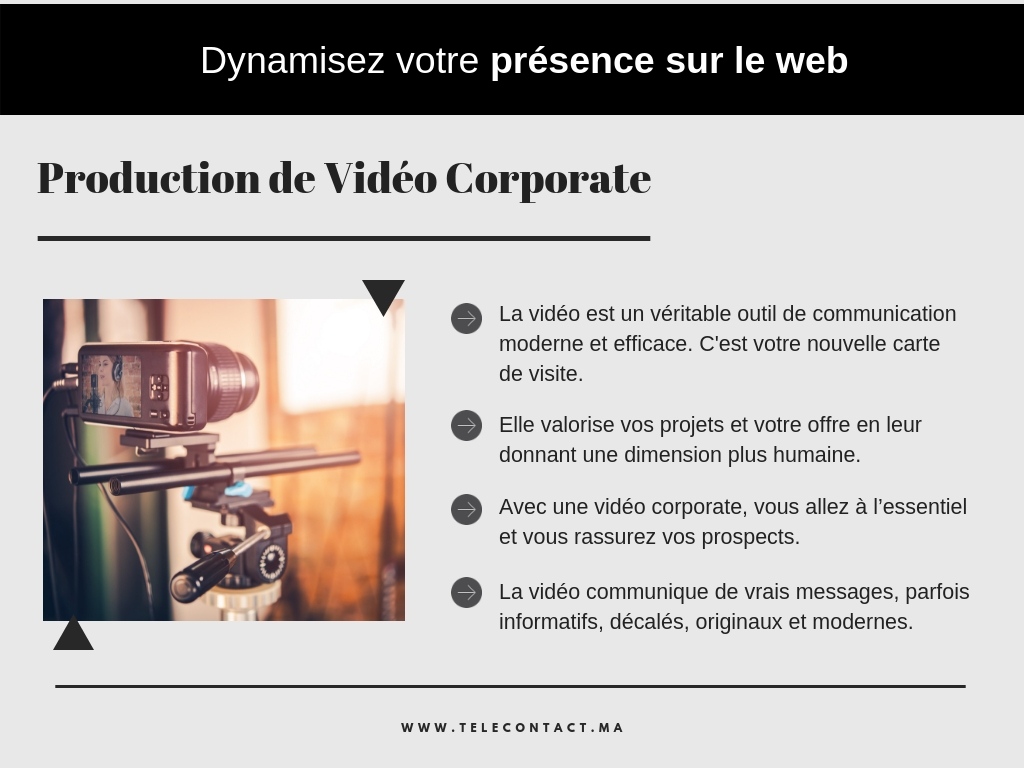 Dynamisez votre présence sur le web
Production de Vidéo Corporate
La vidéo est un véritable outil de communication
moderne et efficace. C'est votre nouvelle carte
de visite.
Elle valorise vos projets et votre offre en leur
donnant une dimension plus humaine.
Avec une vidéo corporate, vous allez à l’essentiel
et vous rassurez vos prospects.
La vidéo communique de vrais messages, parfois
informatifs, décalés, originaux et modernes.
WWW.TELECONTACT.MA